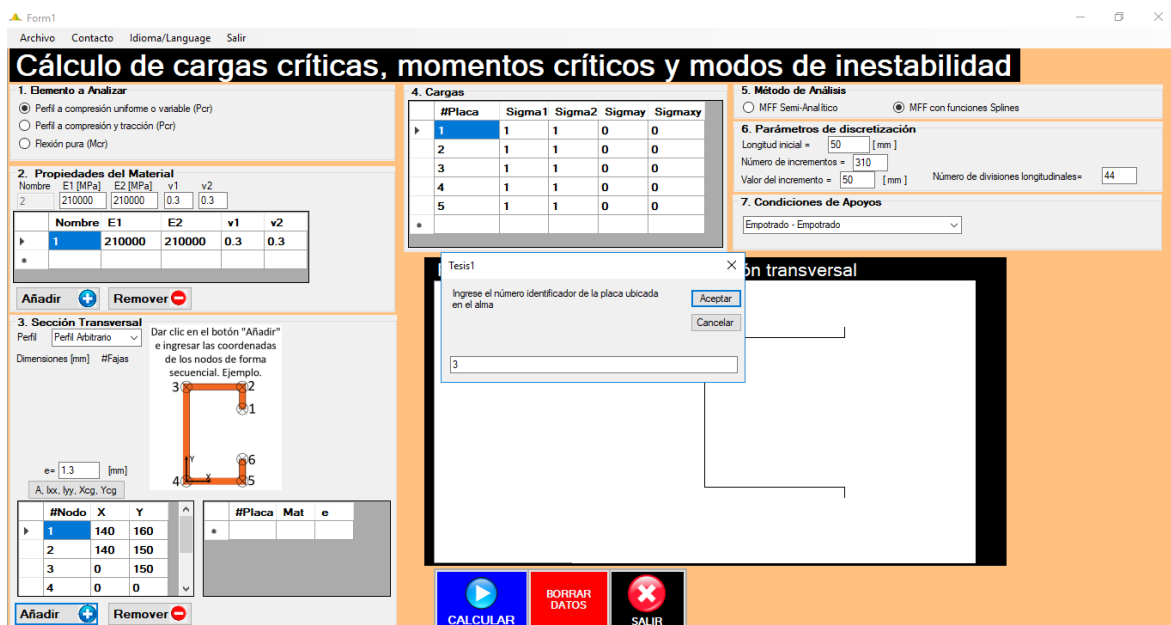 Form1
Archivo Contacto Idioma/Language Salir
Cálculo de cargas críticas, momentos críticos y modos de inestabilidad
1. Elemento a Analizar
Perfil a compresión uniforme o variable (Pcr)
Perfil a compresión y tracción (Pcr)
Flexión pura (Mcr)
2. Propiedades del Material
Nombre E1 [MPa] E2 [MPa] v1 v2
2 210000 210000 0.3 0.3
Nombre E1 E2 v1 v2
1 210000 210000 0.3 0.3
Añadir Remover
3. Sección Transversal
Perfil Perfil Arbitrario
Dimensiones [mm] #Fajas
Dar clic en el botón "Añadir"
e ingresar las coordenadas
de los nodos de forma
secuencial. Ejemplo.
3 2
1
Y 6
4 X 5
e= 1.3 [mm]
A, Ixx, Iyy, Xcg, Ycg
#Nodo X Y
1 140 160
2 140 150
3 0 150
4 0 0
#Placa Mat e
Añadir Remover
4. Cargas
#Placa Sigma1 Sigma2 Sigmay Sigmaxy
1 1 1 0 0
2 1 1 0 0
3 1 1 0 0
4 1 1 0 0
5 1 1 0 0
5. Método de Análisis
MFF Semi-Analítico MFF con funciones Splines
6. Parámetros de discretización
Longitud inicial = 50 [mm]
Número de incrementos = 310
Valor del incremento = 50 [mm] Número de divisiones longitudinales= 44
7. Condiciones de Apoyos
Empotrado - Empotrado
ón transversal
Tesis1
Ingrese el número identificador de la placa ubicada
en el alma
Aceptar
Cancelar
3
CALCULAR
BORRAR
DATOS
SALIR